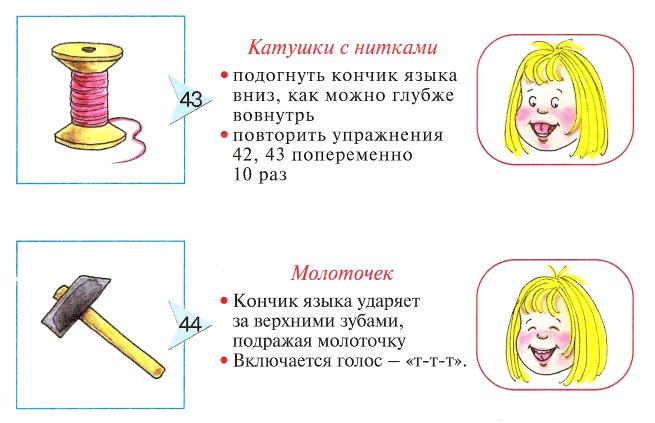 Катушки с нитками
43
• подогнуть кончик языка
вниз, как можно глубже
вовнутрь
• повторить упражнения
42, 43 попеременно
10 раз
Молоточек
44
• Кончик языка ударяет
за верхними зубами,
подражая молоточку
• Включается голос – «т-т-т».